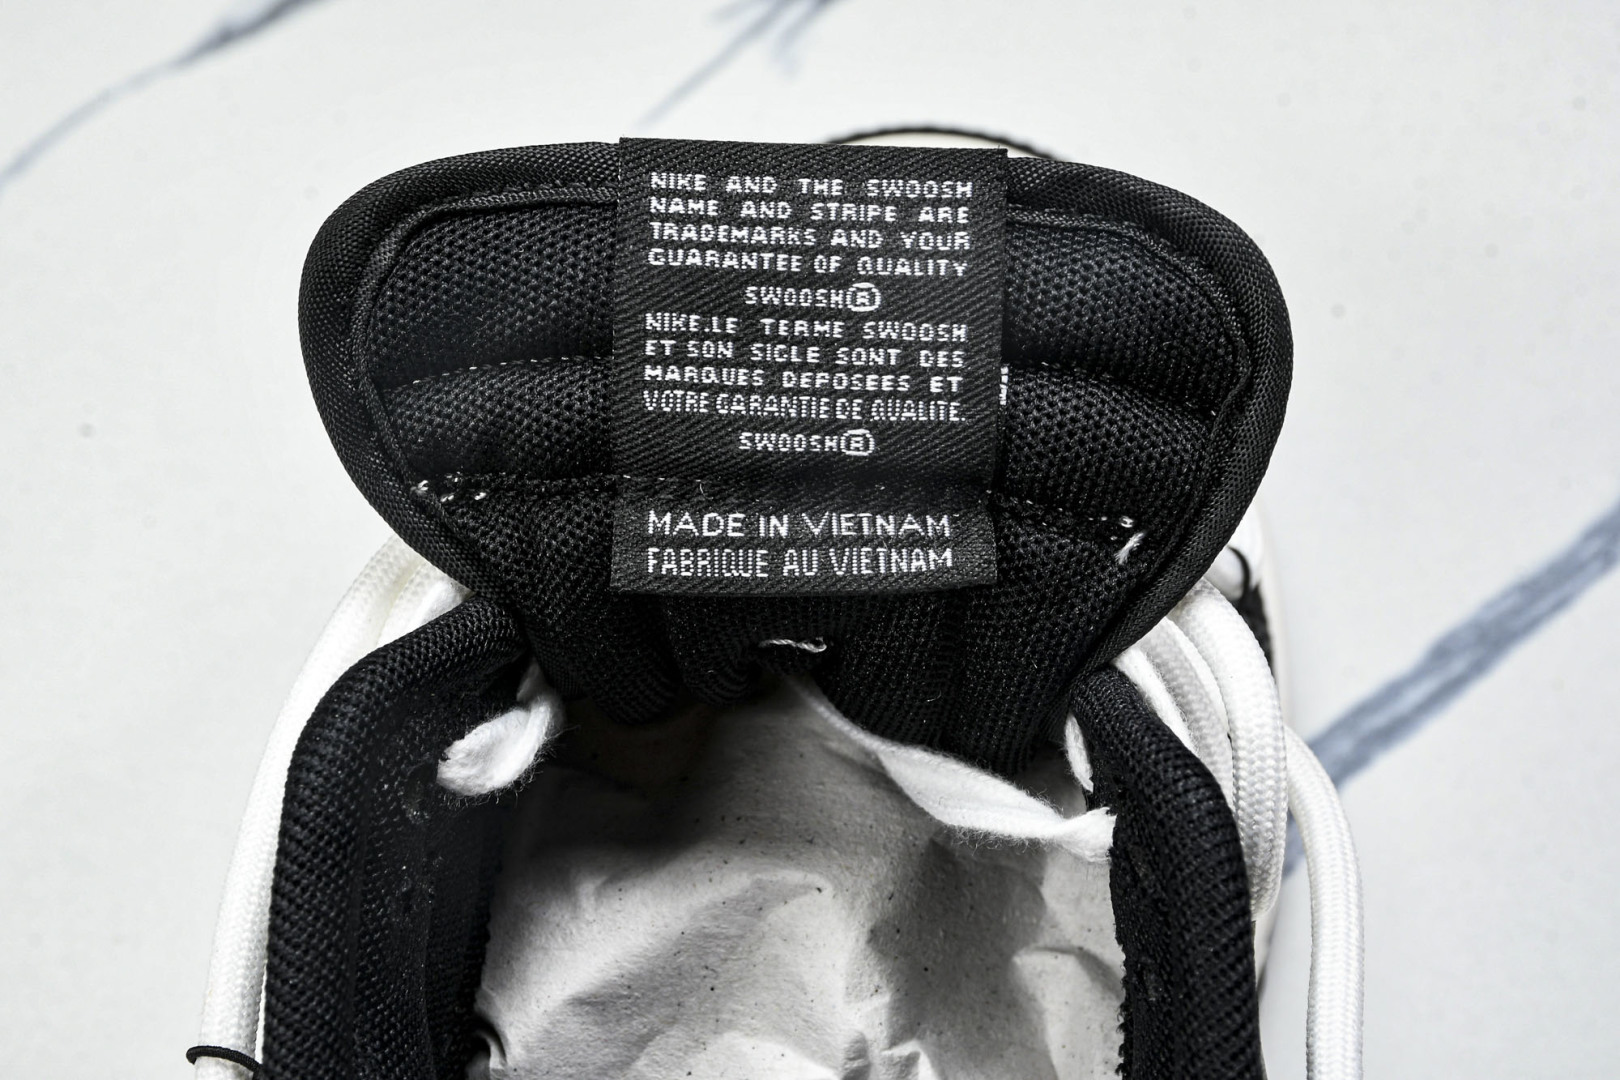 NIKE AND THE SWOOSH
NAME AND STRIPE ARE
TRADEMARKS AND YOUR
GUARANTEE OF QUALITY
SWOOSH®
NIKE.LE TERME SWOOSH
ET SON SICLE SONT DES
MARQUES DEPOSEES ET
VOTRE GARANTIE DE QUALITE.
SWOOSH®
MADE IN VIETNAM
FABRIQUE AU VIETNAM